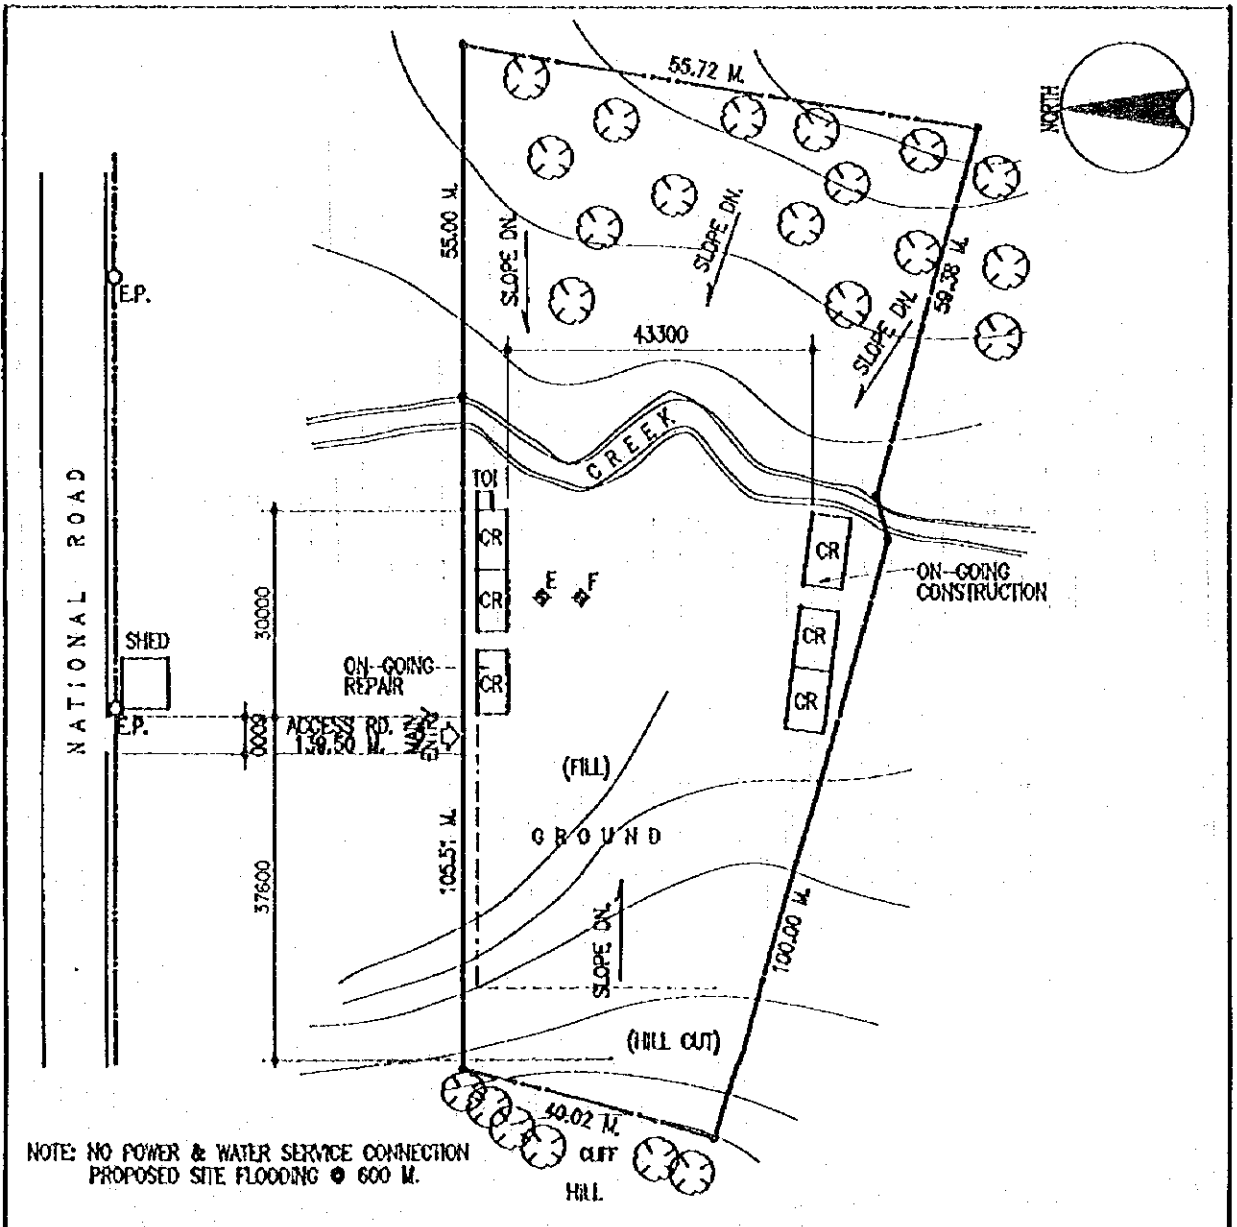 55.72 M.
NORTH
55.00 M.
SLOPE DN.
SLOPE DN.
59.38 M.
SLOPE DN.
E.P.
43300
CREEK
TOI
CR
CR
CR
ON-GOING
CONSTRUCTION
E
F
NATIONAL ROAD
30000
SHED
ON-GOING
REPAIR
CR
CR
CR
E.P.
ACCESS RD.
139.50 M.
MAIN
ENTRY
(FILL)
GROUND
105.51 M.
37600
SLOPE DN.
100.00 M.
(HILL CUT)
40.02 M.
CLIFF
HILL
NOTE: NO POWER & WATER SERVICE CONNECTION
PROPOSED SITE FLOODING @ 600 M.